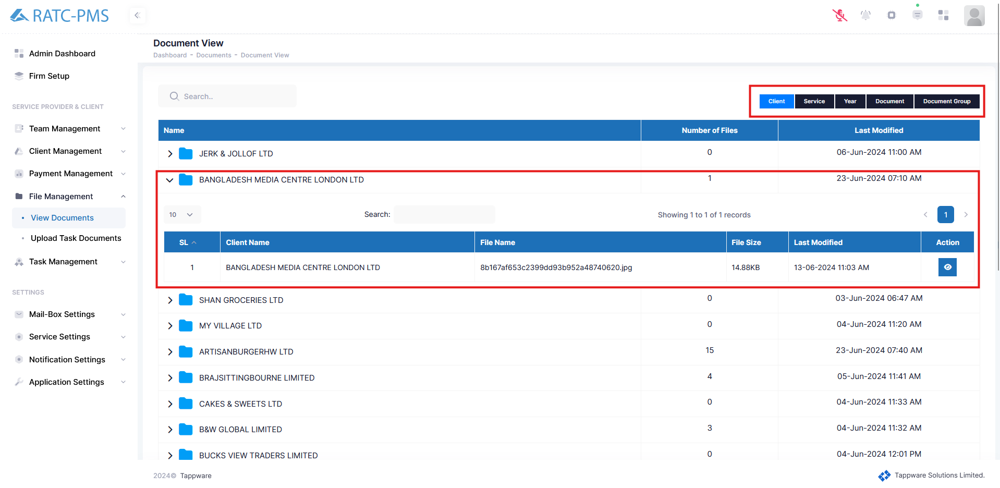 RATC-PMS
Admin Dashboard
Firm Setup
SERVICE PROVIDER & CLIENT
Team Management
Client Management
Payment Management
File Management
View Documents
Upload Task Documents
Task Management
SETTINGS
Mail-Box Settings
Service Settings
Notification Settings
Application Settings
Document View
Dashboard - Documents - Document View
Search..
Client Service Year Document Document Group
Name Number of Files Last Modified
JERK & JOLLOF LTD 0 06-Jun-2024 11:00 AM
BANGLADESH MEDIA CENTRE LONDON LTD 1 23-Jun-2024 07:10 AM
10 Search: Showing 1 to 1 of 1 records 1
SL Client Name File Name File Size Last Modified Action
1 BANGLADESH MEDIA CENTRE LONDON LTD 8b167af653c2399dd93b952a48740620.jpg 14.88KB 13-06-2024 11:03 AM
SHAN GROCERIES LTD 0 03-Jun-2024 06:47 AM
MY VILLAGE LTD 0 04-Jun-2024 11:20 AM
ARTISANBURGERHW LTD 15 23-Jun-2024 07:40 AM
BRAJSITTINGBOURNE LIMITED 4 05-Jun-2024 11:41 AM
CAKES & SWEETS LTD 0 04-Jun-2024 11:33 AM
B&W GLOBAL LIMITED 3 04-Jun-2024 11:32 AM
BUCKS VIEW TRADERS LIMITED 0 04-Jun-2024 12:01 PM
2024© Tappware
Tappware Solutions Limited.